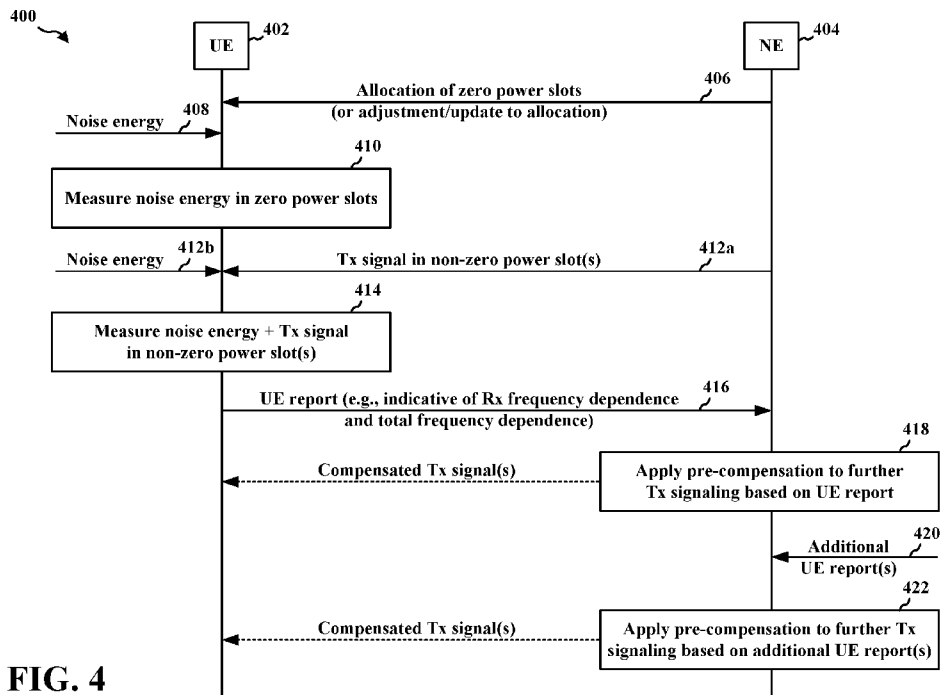 400
UE
402
NE
404
Allocation of zero power slots
406
(or adjustment/update to allocation)
Noise energy
408
410
Measure noise energy in zero power slots
Noise energy
412b
Tx signal in non-zero power slot(s)
412a
414
Measure noise energy + Tx signal
in non-zero power slot(s)
UE report (e.g., indicative of Rx frequency dependence
416
and total frequency dependence)
418
Compensated Tx signal(s)
Apply pre-compensation to further
Tx signaling based on UE report
420
Additional
UE report(s)
422
Compensated Tx signal(s)
Apply pre-compensation to further Tx
signaling based on additional UE report(s)
FIG. 4